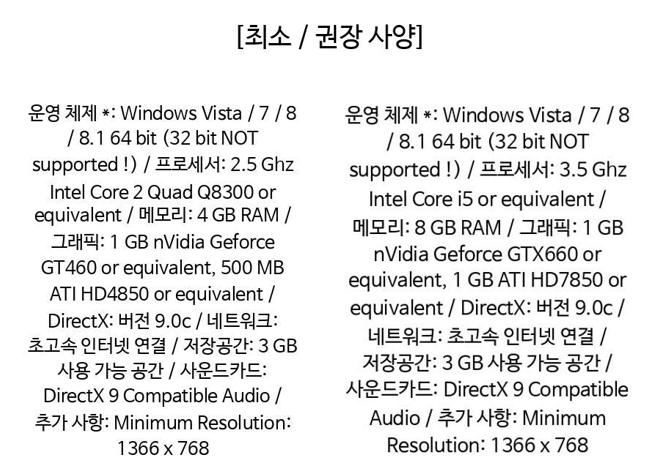 [최소 / 권장 사양]
운영 체제 *: Windows Vista / 7 / 8
/ 8.1 64 bit (32 bit NOT
supported !) / 프로세서: 2.5 Ghz
Intel Core 2 Quad Q8300 or
equivalent / 메모리: 4 GB RAM /
그래픽: 1 GB nVidia Geforce
GT460 or equivalent, 500 MB
ATI HD4850 or equivalent /
DirectX: 버전 9.0c / 네트워크:
초고속 인터넷 연결 / 저장공간: 3 GB
사용 가능 공간 / 사운드카드:
DirectX 9 Compatible Audio /
추가 사항: Minimum Resolution:
1366 x 768
운영 체제 *: Windows Vista / 7 / 8
/ 8.1 64 bit (32 bit NOT
supported !) / 프로세서: 3.5 Ghz
Intel Core i5 or equivalent /
메모리: 8 GB RAM / 그래픽: 1 GB
nVidia Geforce GTX660 or
equivalent, 1 GB ATI HD7850 or
equivalent / DirectX: 버전 9.0c /
네트워크: 초고속 인터넷 연결 /
저장공간: 3 GB 사용 가능 공간 /
사운드카드: DirectX 9 Compatible
Audio / 추가 사항: Minimum
Resolution: 1366 x 768